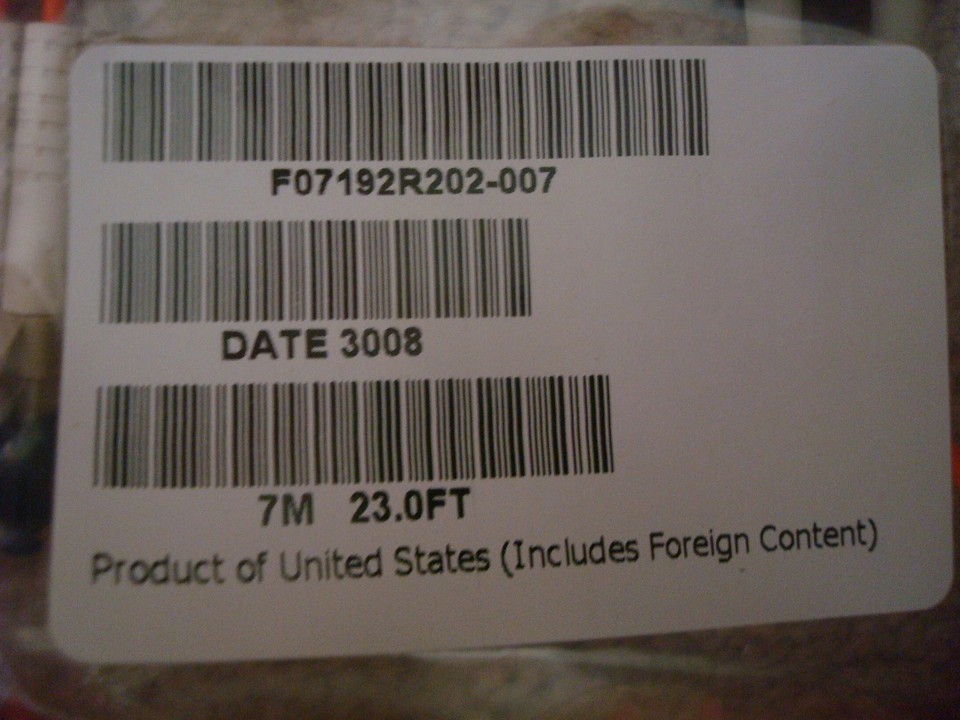 F07192R202-007
DATE 3008
7M 23.0FT
Product of United States (Includes Foreign Content)